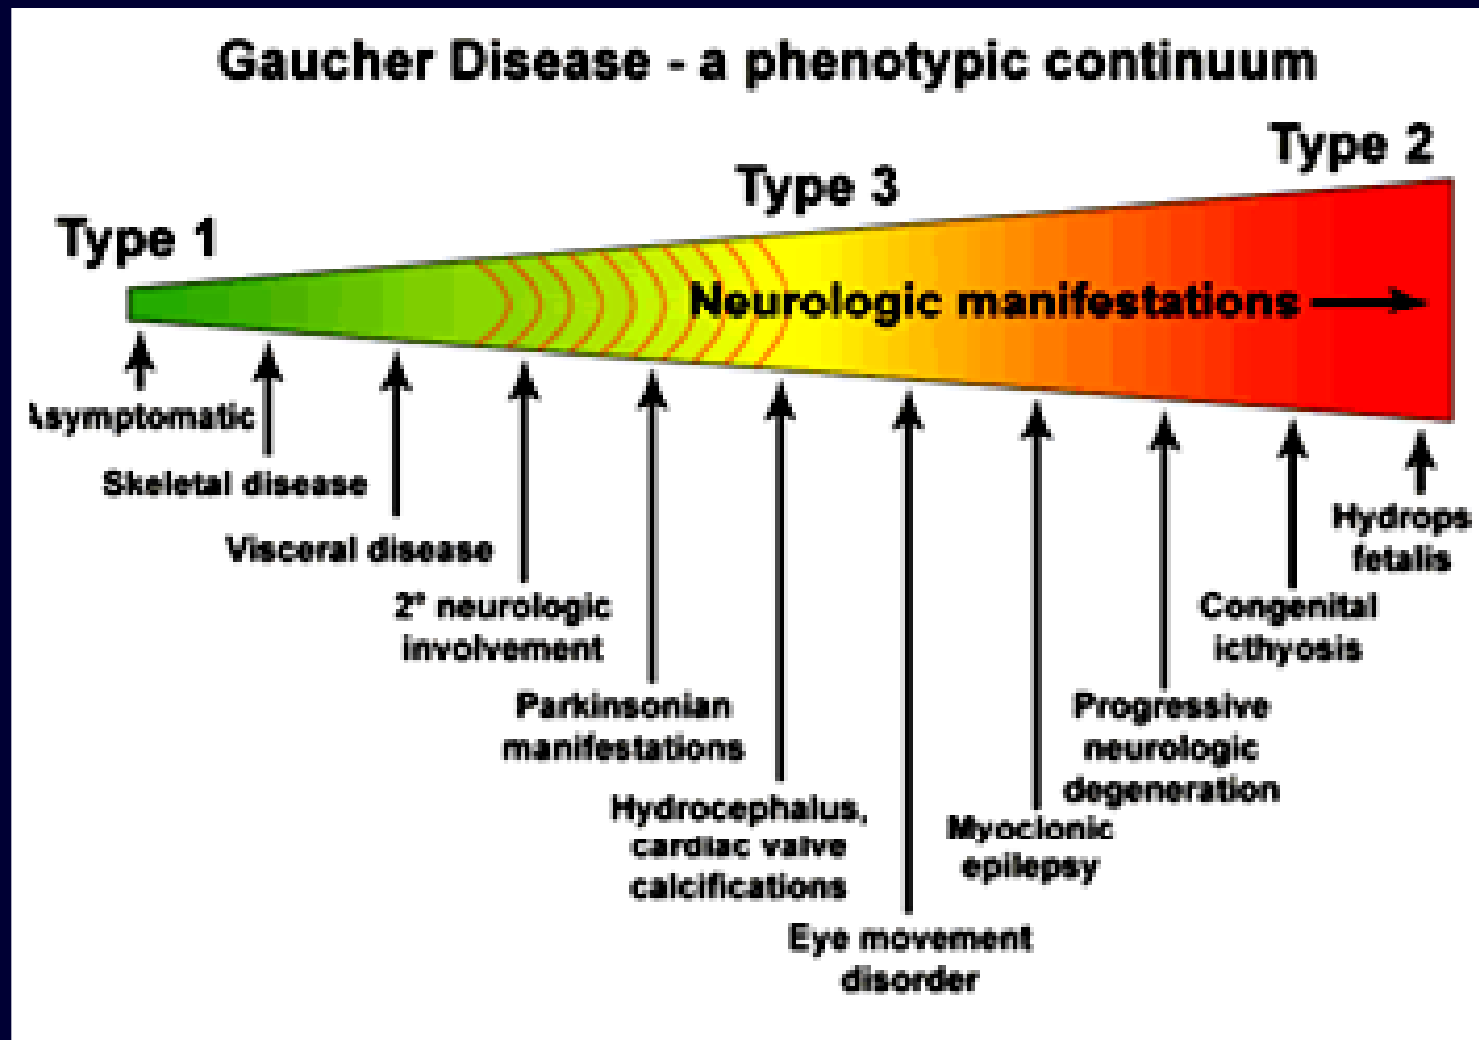 Gaucher Disease - a phenotypic continuum
Type 1
Type 3
Type 2
Neurologic manifestations
Asymptomatic
Skeletal disease
Visceral disease
2° neurologic
involvement
Parkinsonian
manifestations
Hydrocephalus,
cardiac valve
calcifications
Eye movement
disorder
Myoclonic
epilepsy
Progressive
neurologic
degeneration
Congenital
icthyosis
Hydrops
fetalis